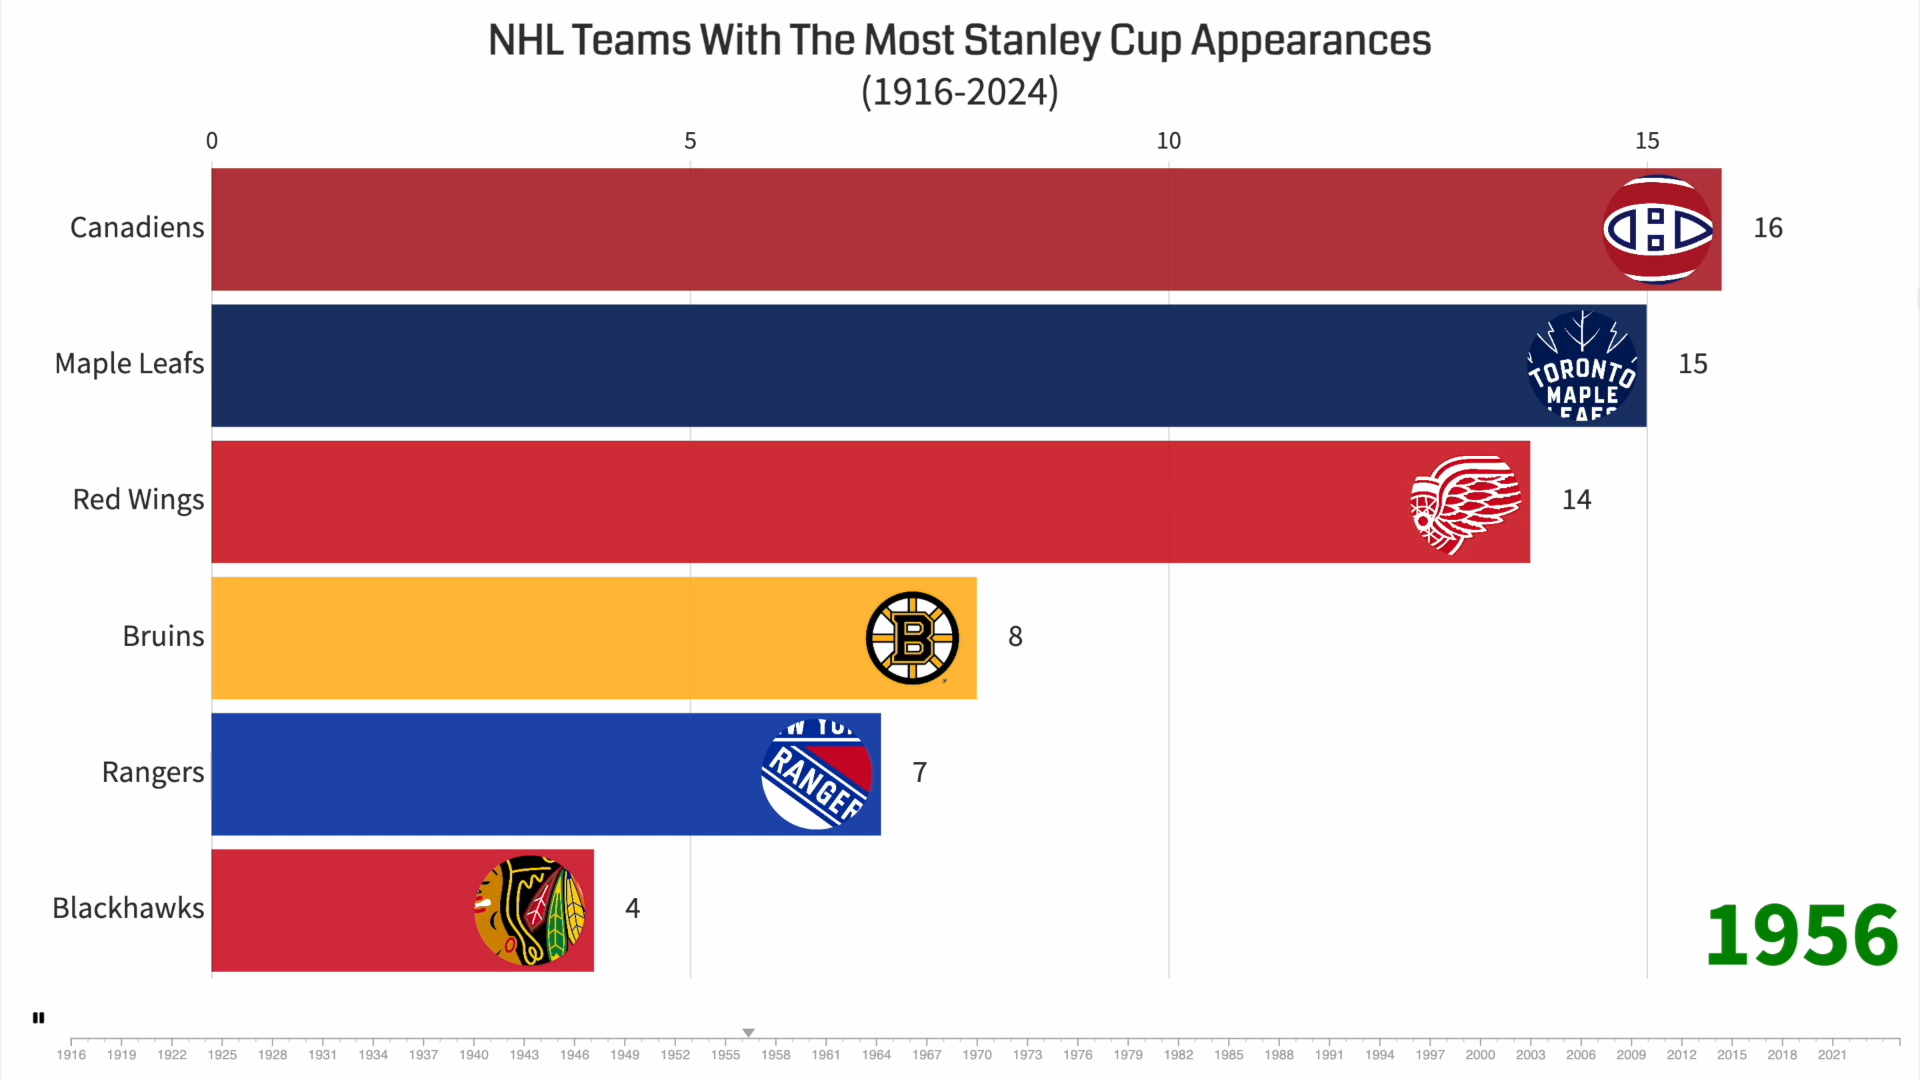 NHL Teams With The Most Stanley Cup Appearances
(1916-2024)
0 5 10 15
Canadiens 16
Maple Leafs TORONTO MAPLE LEAFS 15
Red Wings 14
Bruins B 8
Rangers RANGER 7
Blackhawks 4
1956
1916 1919 1922 1925 1928 1931 1934 1937 1940 1943 1946 1949 1952 1955 1958 1961 1964 1967 1970 1973 1976 1979 1982 1985 1988 1991 1994 1997 2000 2003 2006 2009 2012 2015 2018 2021